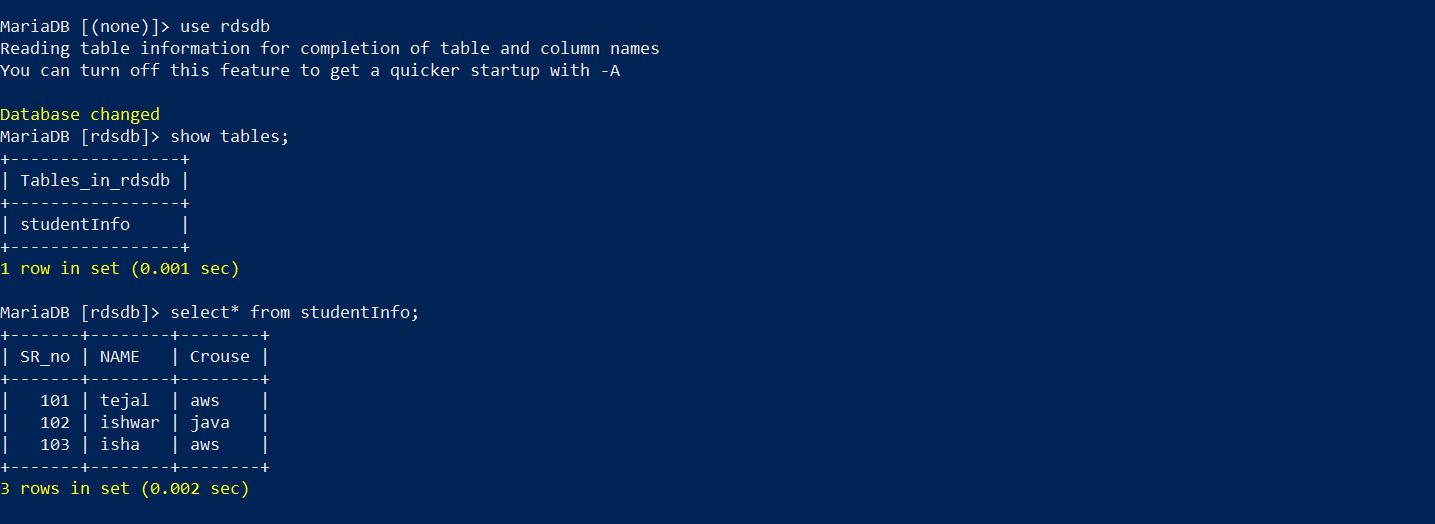 MariaDB [(none)]> use rdsdb
Reading table information for completion of table and column names
You can turn off this feature to get a quicker startup with -A
Database changed
MariaDB [rdsdb]> show tables;
+-----------------+
| Tables_in_rdsdb |
+-----------------+
| studentInfo     |
+-----------------+
1 row in set (0.001 sec)
MariaDB [rdsdb]> select* from studentInfo;
+-------+--------+--------+
| SR_no | NAME   | Crouse |
+-------+--------+--------+
|   101 | tejal  | aws    |
|   102 | ishwar | java   |
|   103 | isha   | aws    |
+-------+--------+--------+
3 rows in set (0.002 sec)